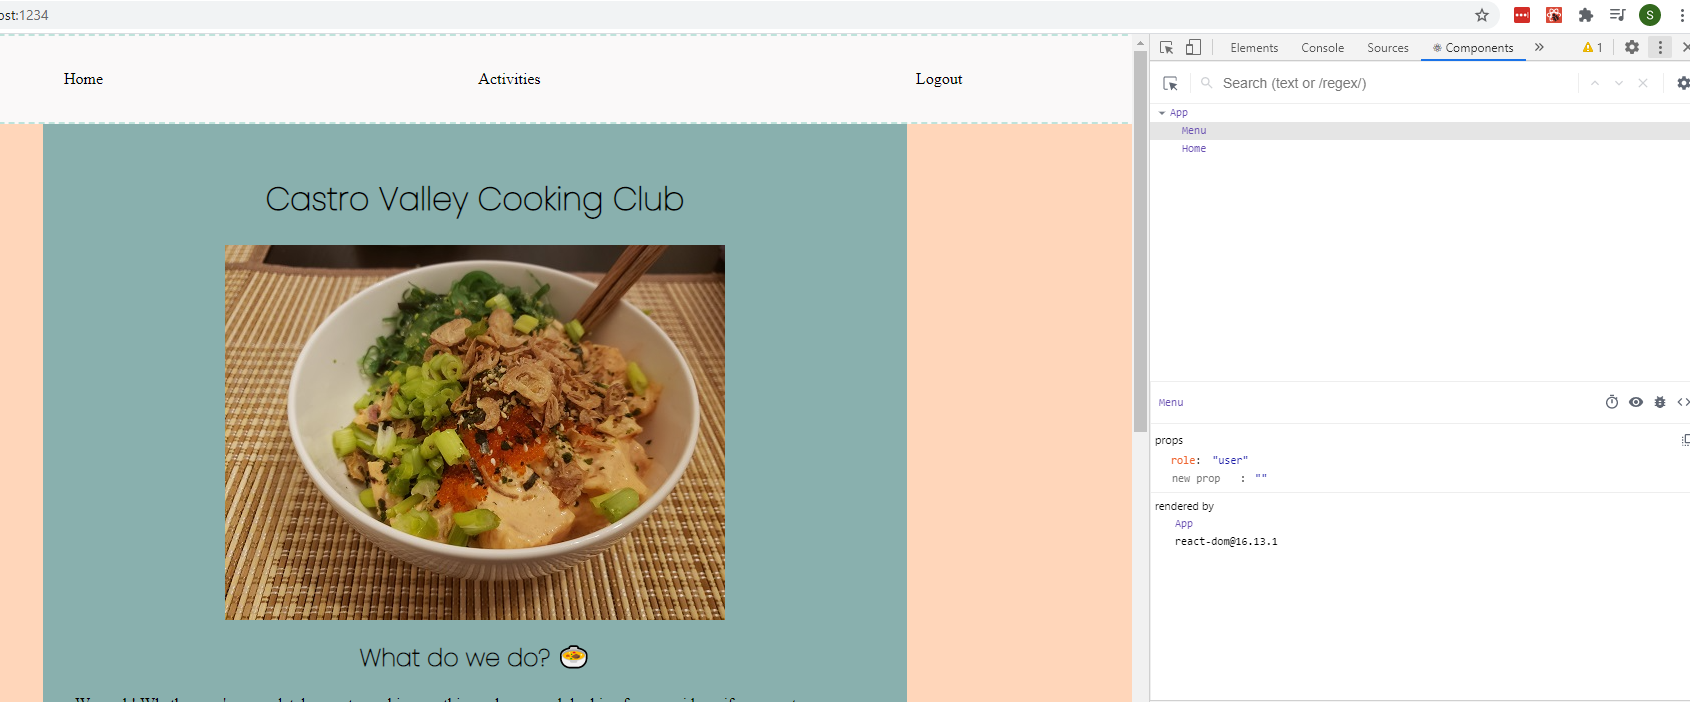 ost:1234
S
Elements Console Sources Components » 1
Home Activities Logout
Search (text or /regex/)
App
Menu
Home
Castro Valley Cooking Club
Menu
props
role: "user"
new prop : ""
rendered by
App
react-dom@16.13.1
What do we do?